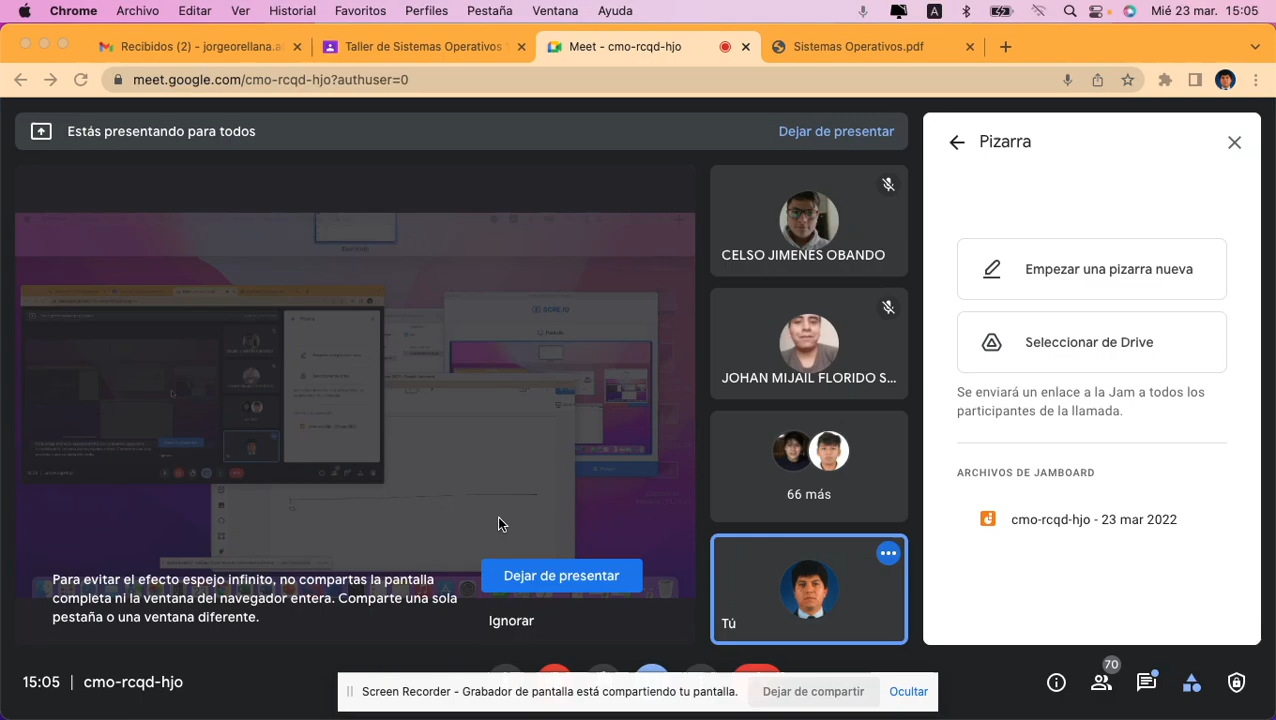 Chrome Archivo Editar Ver Historial Favoritos Perfiles Pestaña Ventana Ayuda A Mié 23 mar. 15:05
Recibidos (2) - jorgeorellana.a Taller de Sistemas Operativos Meet - cmo-rcqd-hjo Sistemas Operativos.pdf
meet.google.com/cmo-rcqd-hjo?authuser=0
Estás presentando para todos Dejar de presentar
CELSO JIMENES OBANDO
JOHAN MIJAIL FLORIDO S...
66 más
Tú
Para evitar el efecto espejo infinito, no compartas la pantalla
completa ni la ventana del navegador entera. Comparte una sola
pestaña o una ventana diferente.
Dejar de presentar
Ignorar
Pizarra
Empezar una pizarra nueva
Seleccionar de Drive
Se enviará un enlace a la Jam a todos los
participantes de la llamada.
ARCHIVOS DE JAMBOARD
cmo-rcqd-hjo - 23 mar 2022
15:05 | cmo-rcqd-hjo
Screen Recorder - Grabador de pantalla está compartiendo tu pantalla. Dejar de compartir Ocultar
70